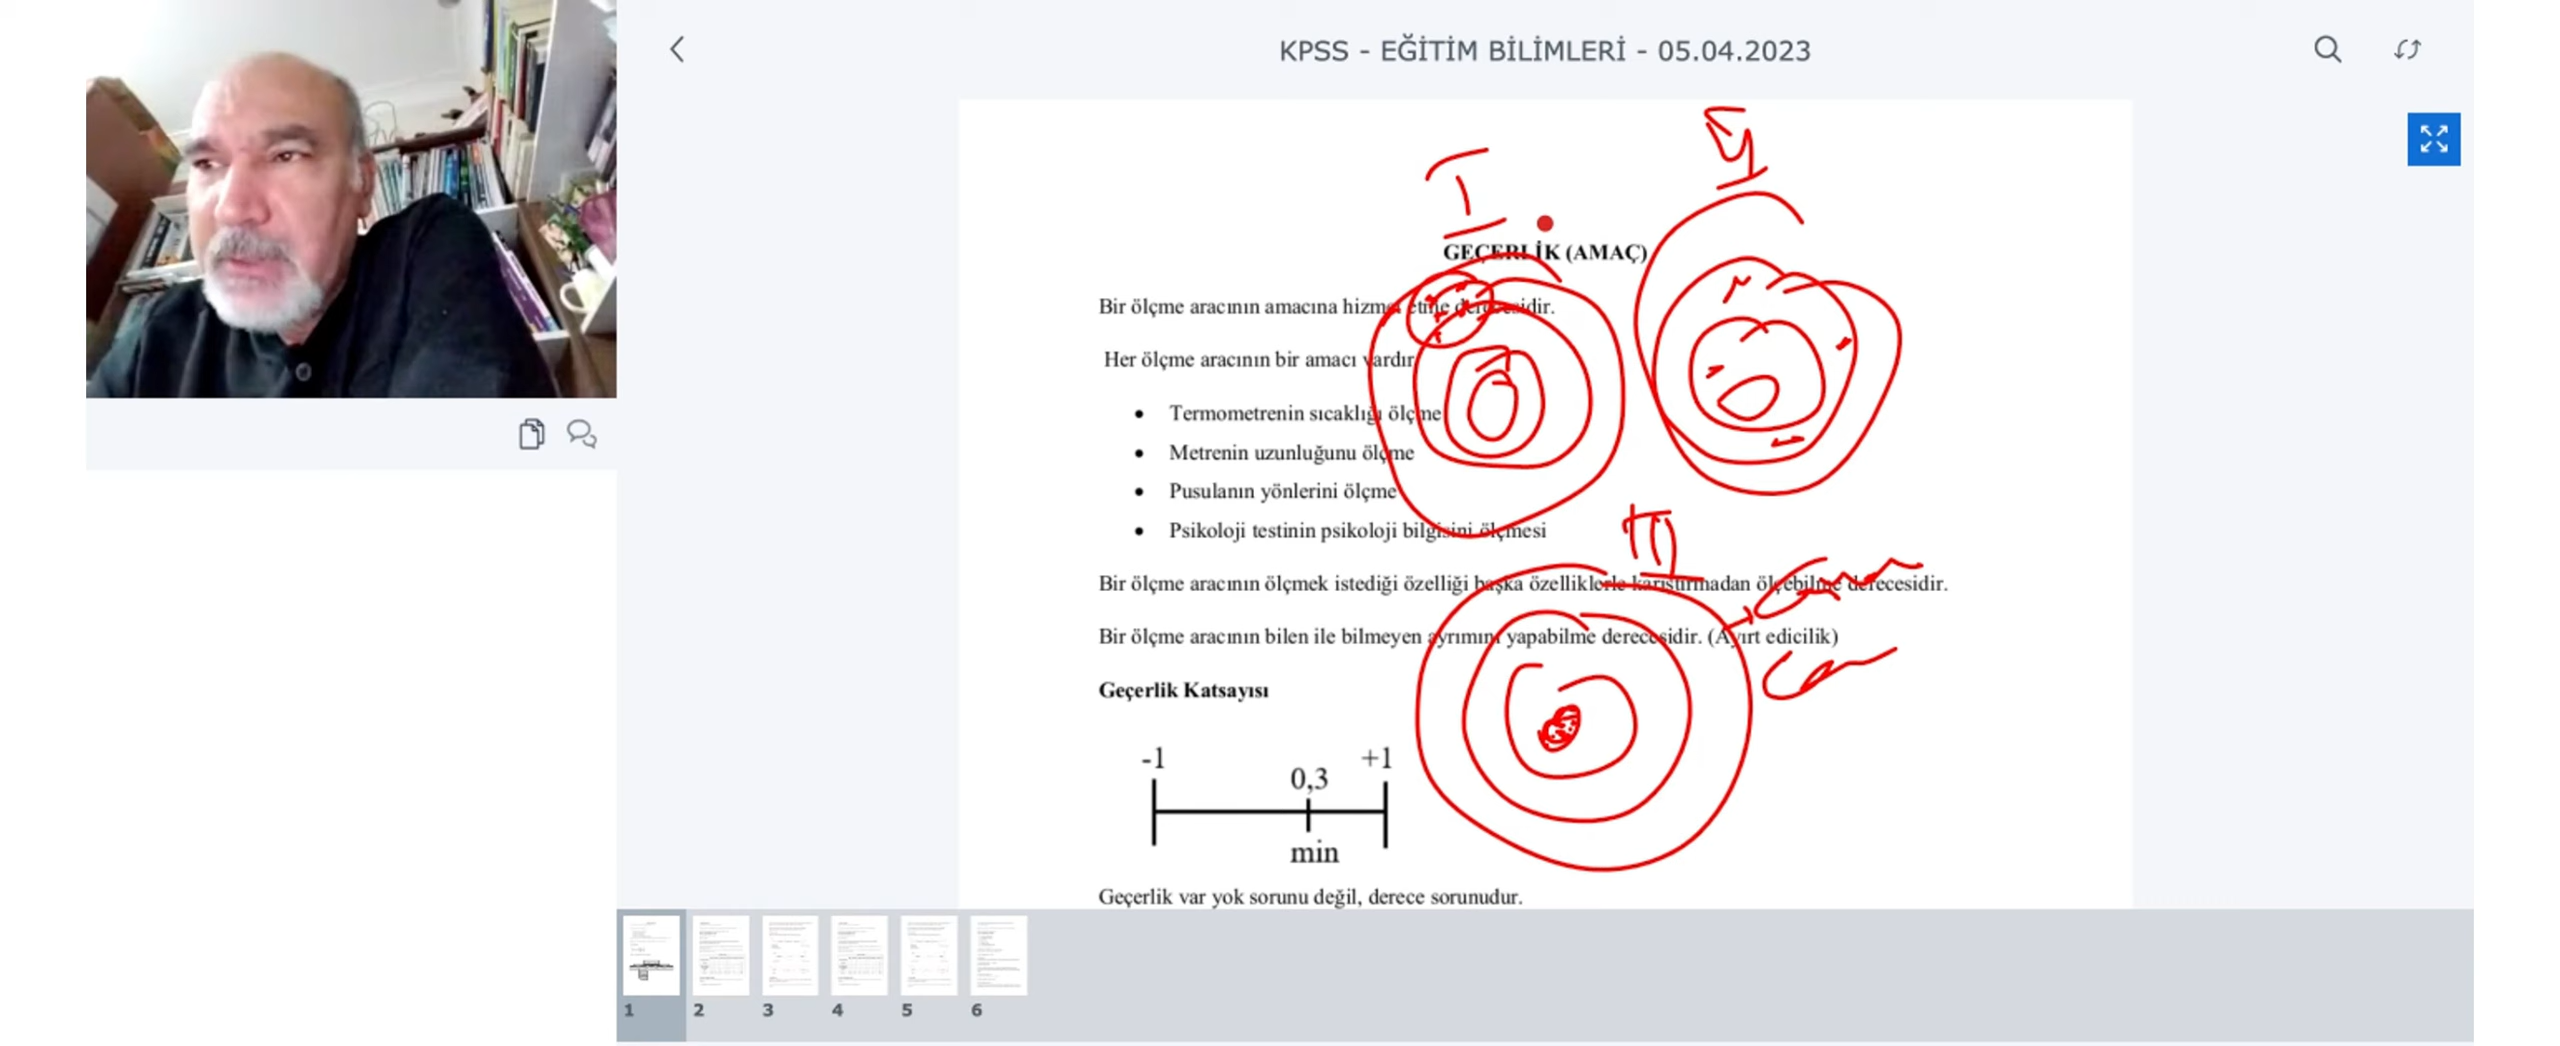 KPSS - EĞİTİM BİLİMLERİ - 05.04.2023
I
II
GEÇERLİK (AMAÇ)
Bir ölçme aracının amacına hizmet etme derecesidir.
Her ölçme aracının bir amacı vardır
• Termometrenin sıcaklığı ölçme
• Metrenin uzunluğunu ölçme
• Pusulanın yönlerini ölçme
• Psikoloji testinin psikoloji bilgisini ölçmesi
III
Bir ölçme aracının ölçmek istediği özelliği başka özelliklerle karıştırmadan ölçebilme derecesidir.
Bir ölçme aracının bilen ile bilmeyen ayrımını yapabilme derecesidir. (Ayırt edicilik)
Geçerlik Katsayısı
-1 0,3 +1
min
Geçerlik var yok sorunu değil, derece sorunudur.
1 2 3 4 5 6